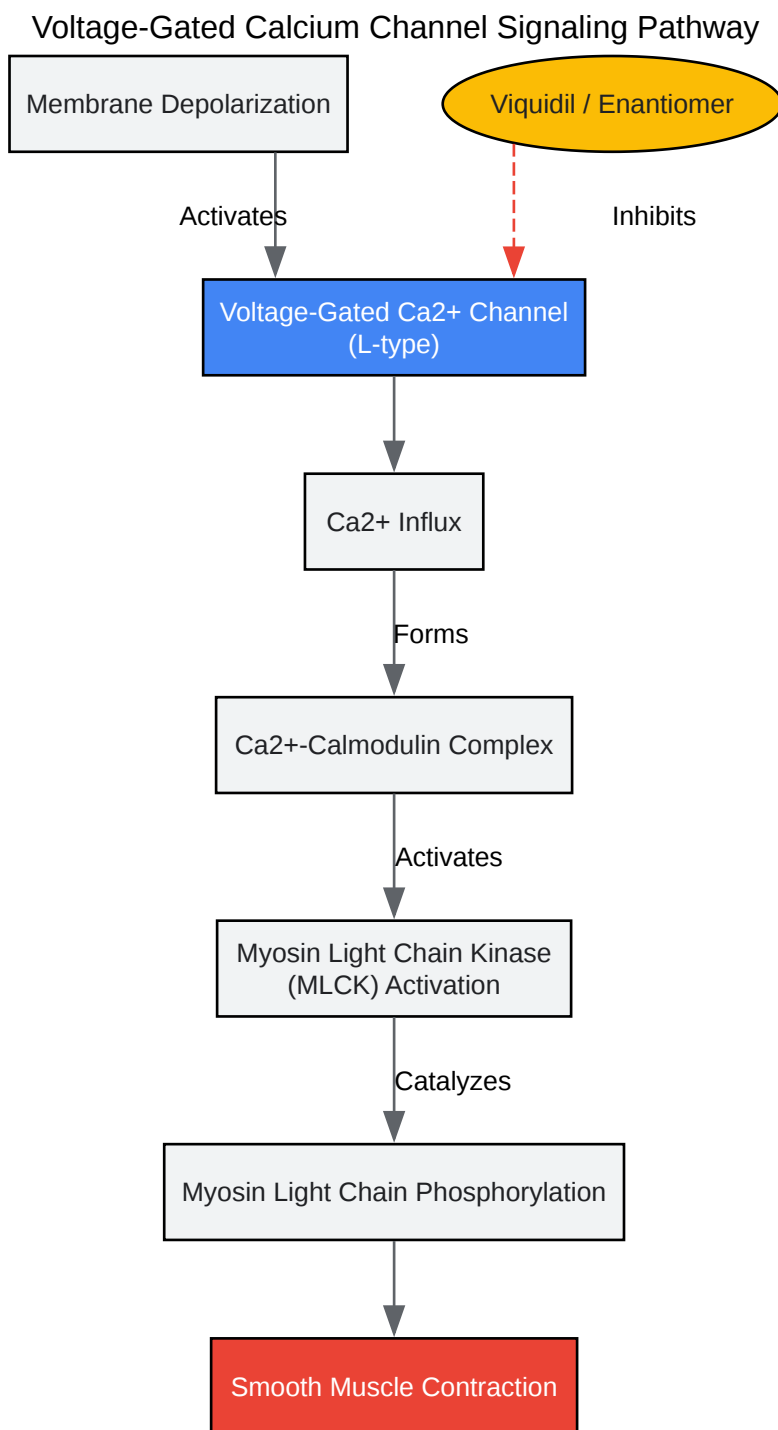 Voltage-Gated Calcium Channel Signaling Pathway
Membrane Depolarization
Viquidil / Enantiomer
Activates
Inhibits
Voltage-Gated Ca2+ Channel
(L-type)
Ca2+ Influx
Forms
Ca2+-Calmodulin Complex
Activates
Myosin Light Chain Kinase
(MLCK) Activation
Catalyzes
Myosin Light Chain Phosphorylation
Smooth Muscle Contraction